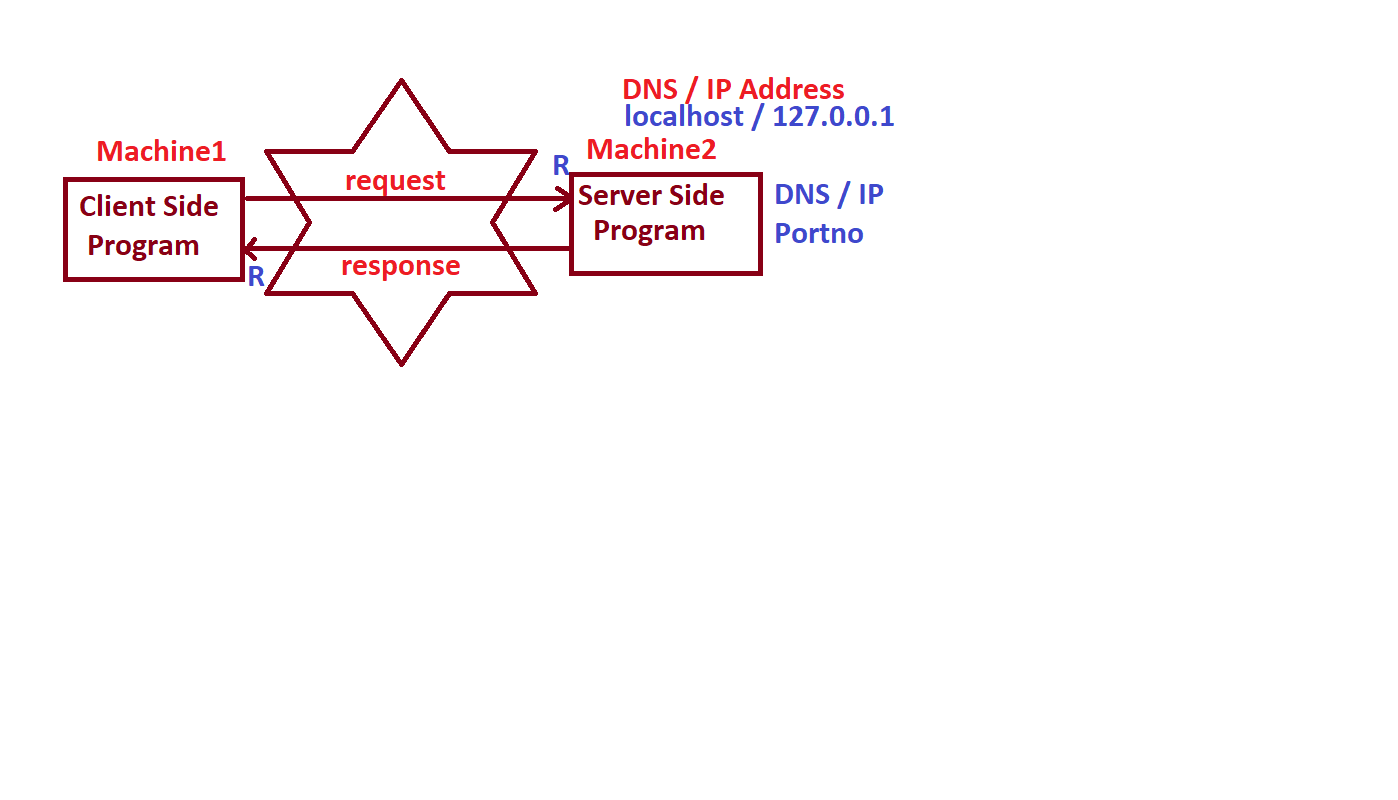 DNS / IP Address
localhost / 127.0.0.1
Machine1
Machine2
R
request
Client Side
Program
Server Side
Program
DNS / IP
Portno
response
R